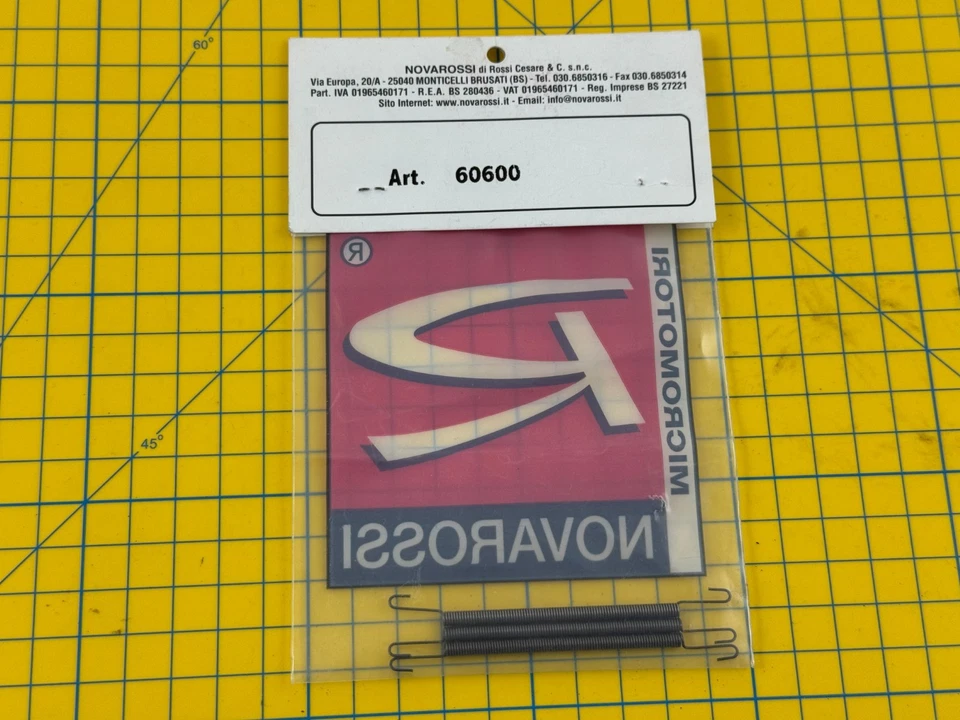 NOVAROSSI di Rossi Cesare & C. s.n.c.
Via Europa, 20/A - 25040 MONTICELLI BRUSATI (BS) - Tel. 030.6850316 - Fax 030.6850314
Part. IVA 01965460171 - R.E.A. BS 280436 - VAT 01965460171 - Reg. Imprese BS 27221
Sito Internet: www.novarossi.it - Email: info@novarossi.it
Art. 60600
®
MICROMOTORI
NOVAROSSI
60°
45°